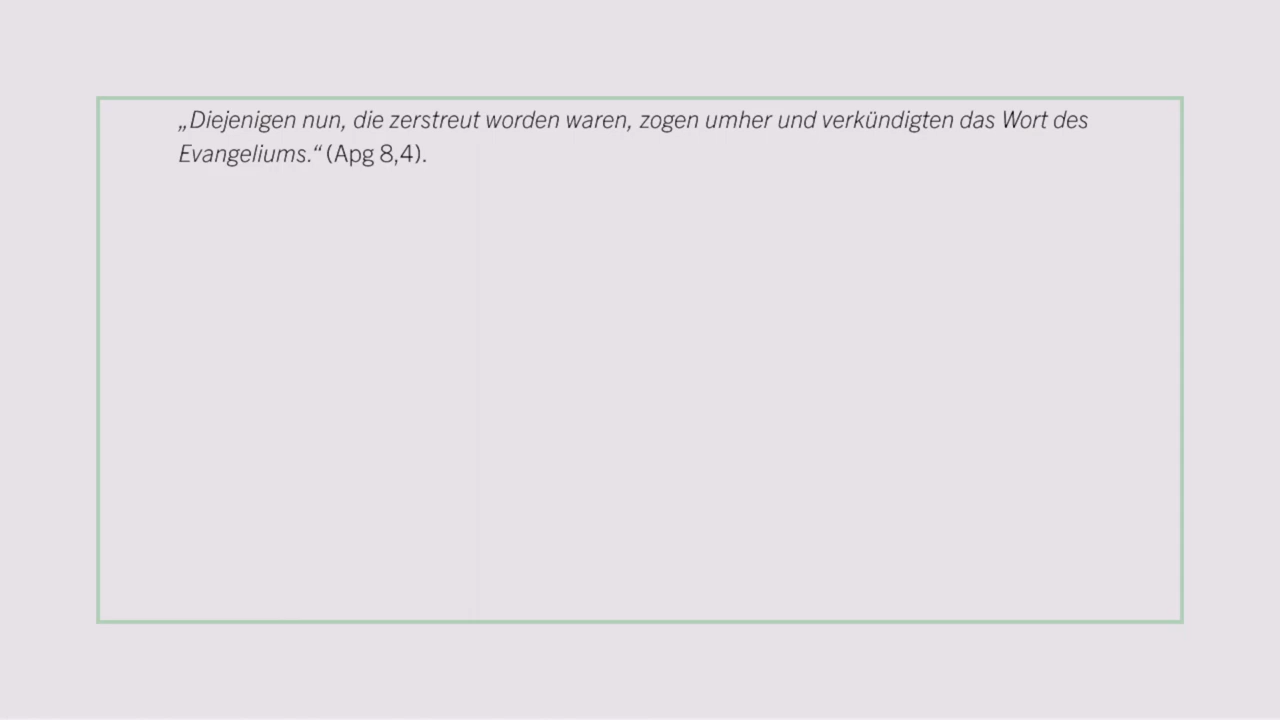 „Diejenigen nun, die zerstreut worden waren, zogen umher und verkündigten das Wort des
Evangeliums.“ (Apg 8,4).